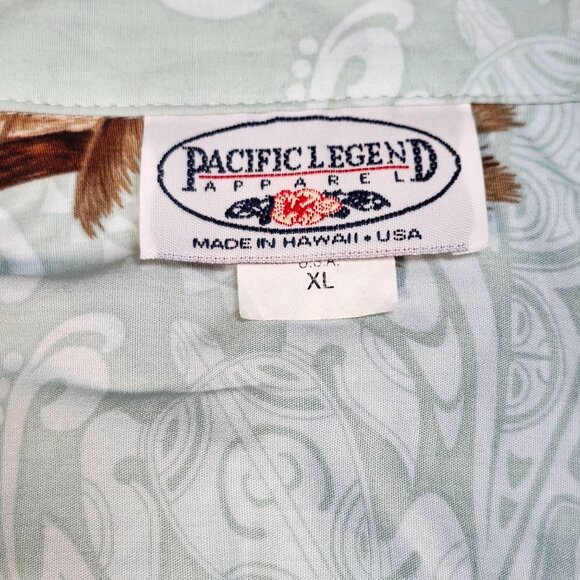 PACIFIC LEGEND
APPAREL
MADE IN HAWAII • USA
U.S.A.
XL